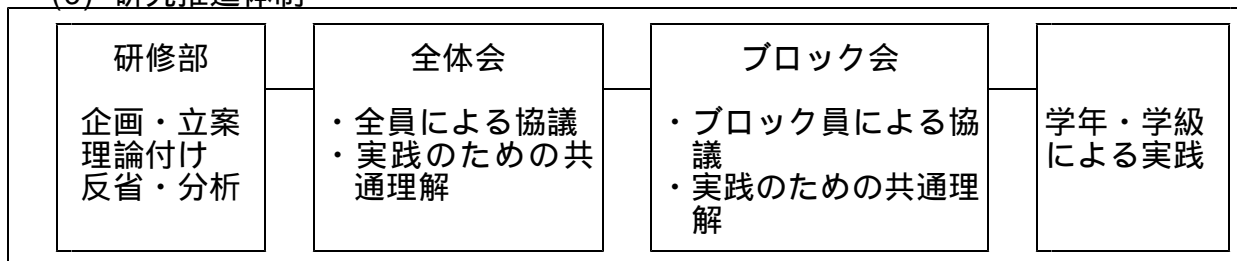 研修部
企画・立案
理論付け
反省・分析
全体会
・全員による協議
・実践のための共
通理解
ブロック会
・ブロック員による協
議
・実践のための共通理
解
学年・学級
による実践